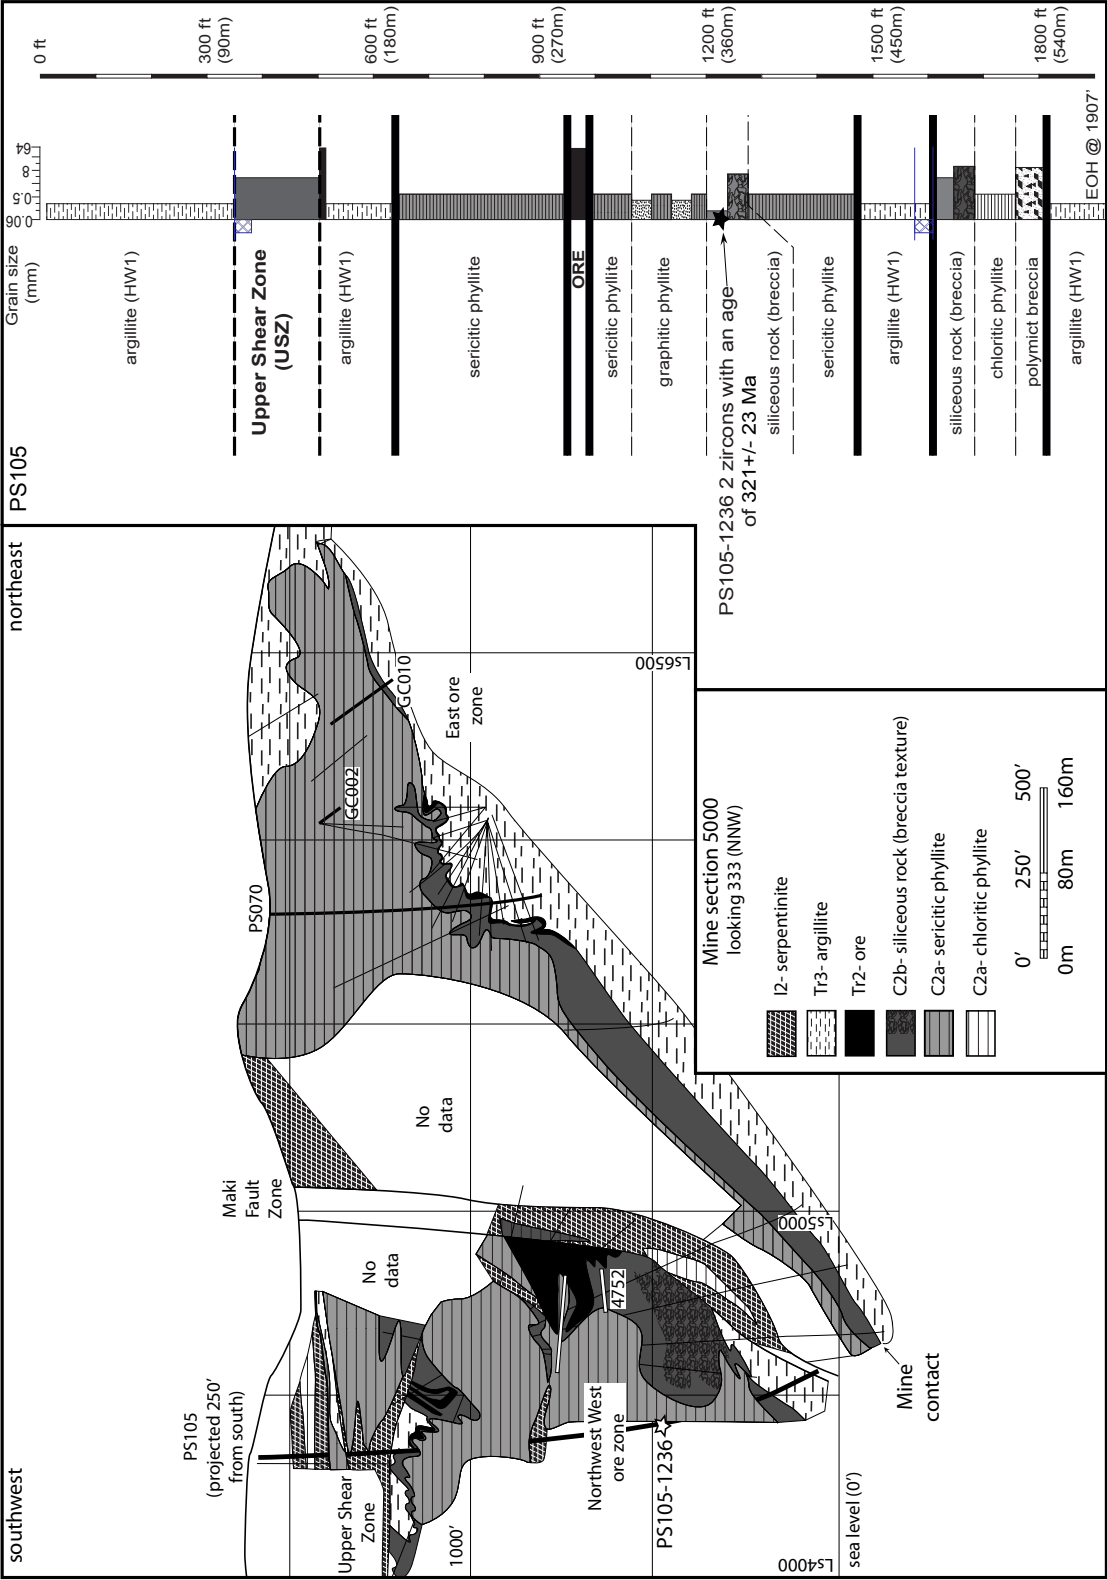 southwest
northeast
PS105
(projected 250'
from south)
Upper Shear
Zone
1000'
No
data
Maki
Fault
Zone
No
data
PS070
GC002
GC010
East ore
zone
Northwest West
ore zone
4752
PS105-1236
sea level (0')
Ls4000
Ls5000
Ls6500
Mine
contact
Mine section 5000
looking 333 (NNW)
I2- serpentinite
Tr3- argillite
Tr2- ore
C2b- siliceous rock (breccia texture)
C2a- sericitic phyllite
C2a- chloritic phyllite
0'
250'
500'
0m
80m
160m
PS105
Grain size
(mm)
0.06
0.5
8
64
0 ft
300 ft
(90m)
600 ft
(180m)
900 ft
(270m)
1200 ft
(360m)
1500 ft
(450m)
1800 ft
(540m)
argillite (HW1)
Upper Shear Zone
(USZ)
argillite (HW1)
sericitic phyllite
ORE
sericitic phyllite
graphitic phyllite
PS105-1236 2 zircons with an age
of 321+/- 23 Ma
siliceous rock (breccia)
sericitic phyllite
argillite (HW1)
siliceous rock (breccia)
chloritic phyllite
polymict breccia
argillite (HW1)
EOH @ 1907'